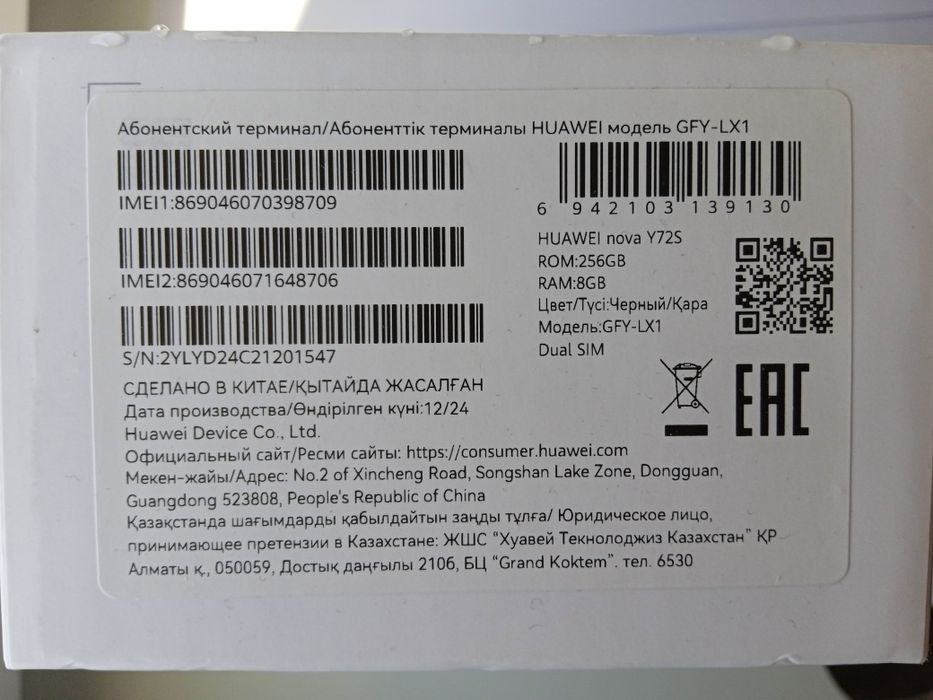 Абонентский терминал/Абоненттік терминалы HUAWEI модель GFY-LX1
IMEI1:869046070398709
6 942103 139130
IMEI2:869046071648706
S/N:2YLYD24C21201547
HUAWEI nova Y72S
ROM:256GB
RAM:8GB
Цвет/Түсі:Черный/Қара
Модель:GFY-LX1
Dual SIM
EAC
СДЕЛАНО В КИТАЕ/ҚЫТАЙДА ЖАСАЛҒАН
Дата производства/Өндірілген күні:12/24
Huawei Device Co., Ltd.
Официальный сайт/Ресми сайты: https://consumer.huawei.com
Мекен-жайы/Адрес: No.2 of Xincheng Road, Songshan Lake Zone, Dongguan,
Guangdong 523808, People's Republic of China
Қазақстанда шағымдарды қабылдайтын заңды тұлға/ Юридическое лицо,
принимающее претензии в Казахстане: ЖШС "Хуавей Текнолоджиз Казахстан" ҚР
Алматы қ., 050059, Достық даңғылы 210б, БЦ "Grand Koktem". тел. 6530